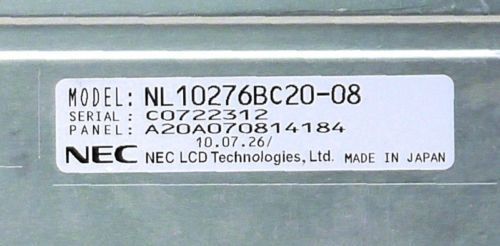 MODEL: NL10276BC20-08
SERIAL: C0722312
PANEL: A20A070814184
10.07.26/
NEC NEC LCD Technologies, Ltd. MADE IN JAPAN